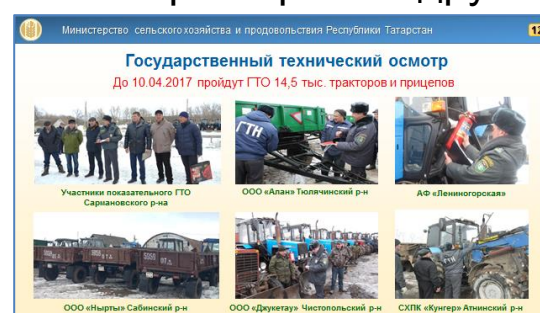 Министерство сельского хозяйства и продовольствия Республики Татарстан
12
Государственный технический осмотр
До 10.04.2017 пройдут ГТО 14,5 тыс. тракторов и прицепов
ГТН
Участники показательного ГТО
Сармановского р-на
ООО «Алан» Тюлячинский р-н
АФ «Лениногорская»
ООО «Нырты» Сабинский р-н
ООО «Джукетау» Чистопольский р-н
СХПК «Кунгер» Атнинский р-н